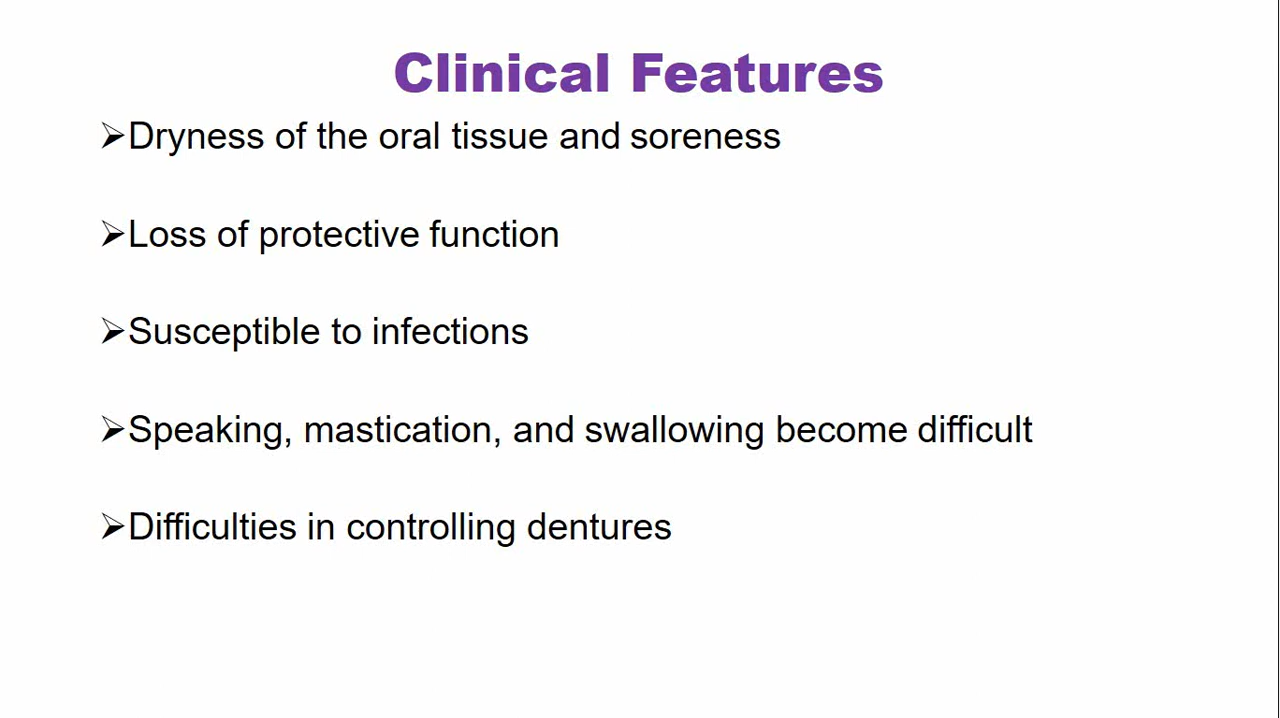 Clinical Features
➢Dryness of the oral tissue and soreness
➢Loss of protective function
➢Susceptible to infections
➢Speaking, mastication, and swallowing become difficult
➢Difficulties in controlling dentures